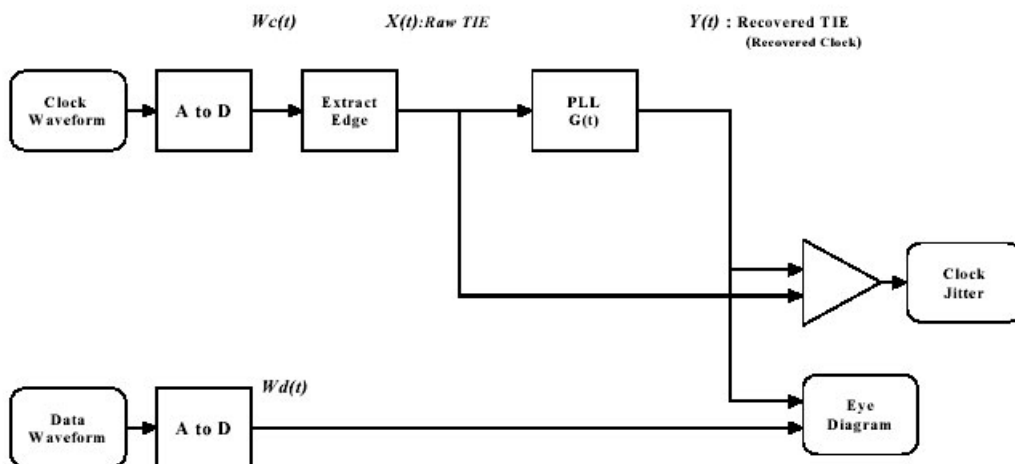 Wc(t)
X(t):Raw TIE
Y(t) : Recovered TIE
(Recovered Clock)
Clock
Waveform
A to D
Extract
Edge
PLL
G(t)
Clock
Jitter
Wd(t)
Data
Waveform
A to D
Eye
Diagram